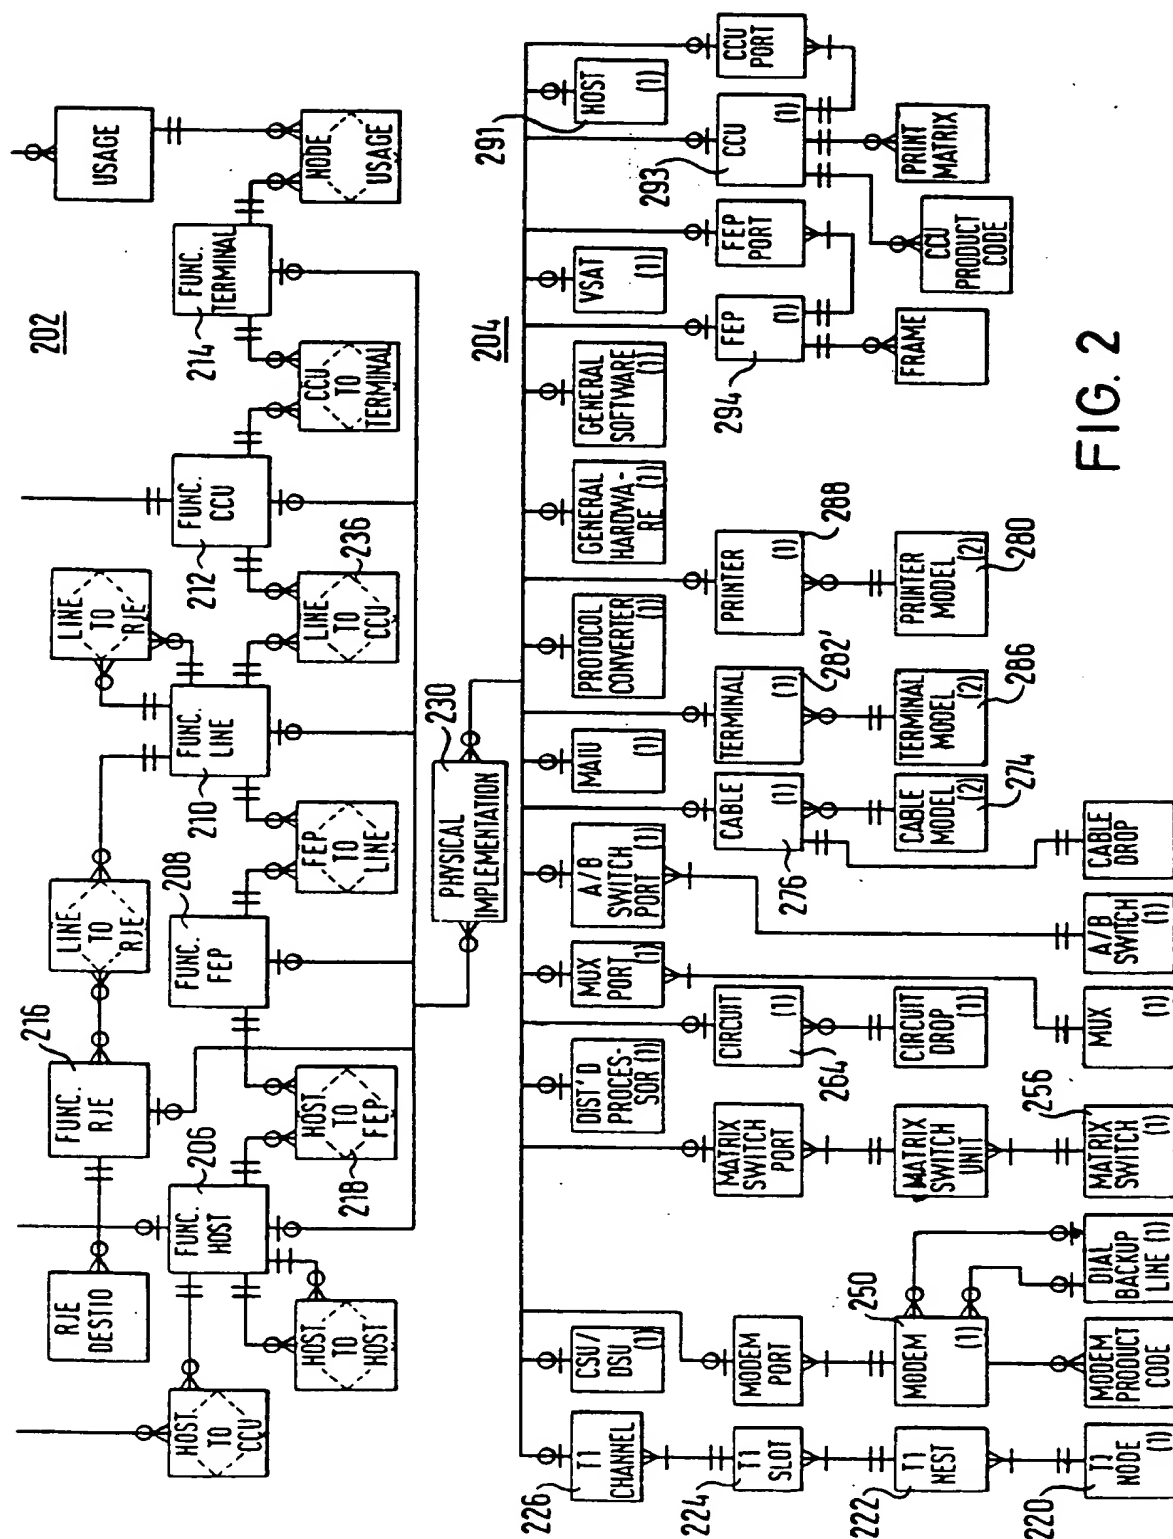 202
USAGE
NODE
USAGE
214
FUNC.
TERMINAL
CCU
TO
TERMINAL
212
FUNC.
CCU
236
LINE
TO
CCU
LINE
TO
RJE
210
FUNC.
LINE
FEP
TO
LINE
LINE
TO
RJE
208
FUNC.
FEP
216
FUNC.
RJE
218
HOST
TO
FEP
206
FUNC.
HOST
RJE
DESTIO
HOST
TO
HOST
HOST
TO
CCU
230
PHYSICAL
IMPLEMENTATION
204
226
T1
CHANNEL
CSU/
DSU (1)
DIST'D
PROCES-
SOR (1)
MUX
PORT (1)
A/B
SWITCH
PORT (1)
MAU
(1)
PROTOCOL
CONVERTER
(1)
GENERAL
HARDWA-
RE (1)
GENERAL
SOFTWARE
(1)
VSAT
(1)
291
HOST
(1)
224
T1
SLOT
MODEM
PORT
MATRIX
SWITCH
PORT
264
CIRCUIT
(1)
276
CABLE
(1)
282'
TERMINAL
(1)
288
PRINTER
(1)
294
FEP
(1)
FEP
PORT
293
CCU
(1)
CCU
PORT
222
T1
NEST
250
MODEM
(1)
MATRIX
SWITCH
UNIT
CIRCUIT
DROP
(1)
274
CABLE
MODEL
(2)
286
TERMINAL
MODEL
(2)
280
PRINTER
MODEL
(2)
FRAME
CCU
PRODUCT
CODE
PRINT
MATRIX
220
T1
NODE
(1)
MODEM
PRODUCT
CODE
DIAL
BACKUP
LINE (1)
256
MATRIX
SWITCH
(1)
MUX
(1)
A/B
SWITCH
(1)
CABLE
DROP
FIG. 2